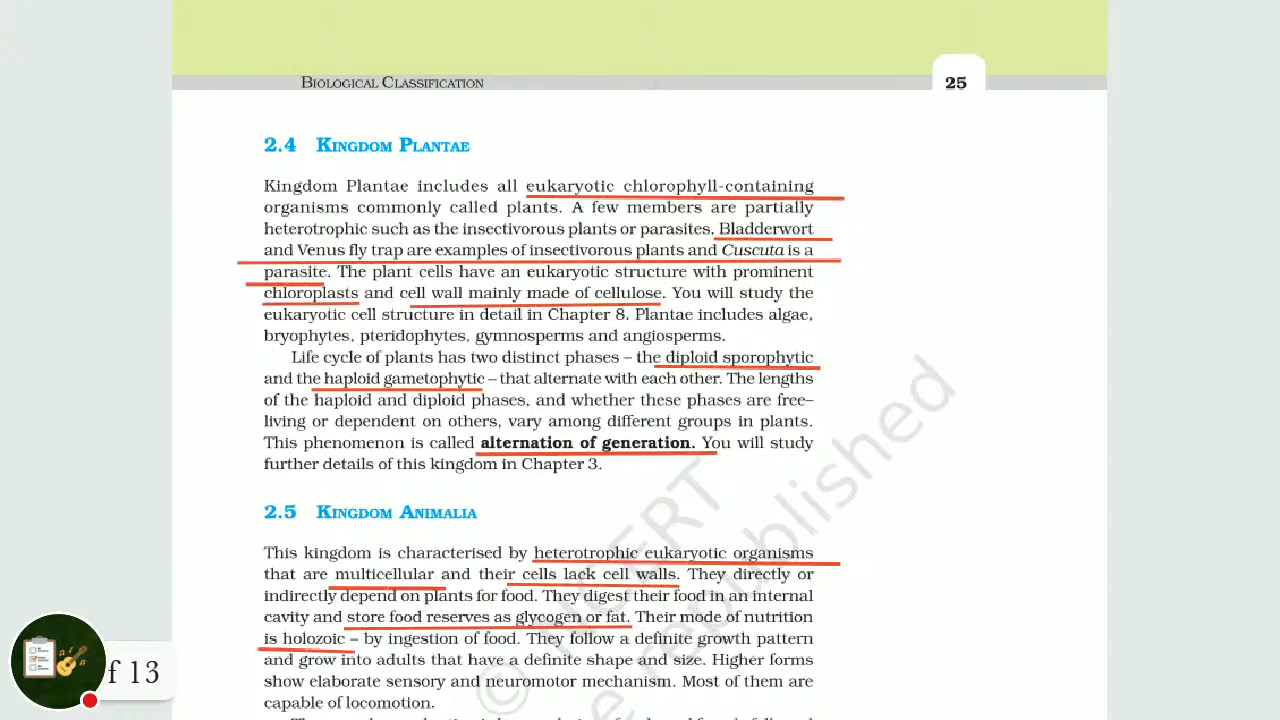 BIOLOGICAL CLASSIFICATION
25
2.4 KINGDOM PLANTAE
Kingdom Plantae includes all eukaryotic chlorophyll-containing
organisms commonly called plants. A few members are partially
heterotrophic such as the insectivorous plants or parasites. Bladderwort
and Venus fly trap are examples of insectivorous plants and Cuscuta is a
parasite. The plant cells have an eukaryotic structure with prominent
chloroplasts and cell wall mainly made of cellulose. You will study the
eukaryotic cell structure in detail in Chapter 8. Plantae includes algae,
bryophytes, pteridophytes, gymnosperms and angiosperms.
Life cycle of plants has two distinct phases – the diploid sporophytic
and the haploid gametophytic – that alternate with each other. The lengths
of the haploid and diploid phases, and whether these phases are free–
living or dependent on others, vary among different groups in plants.
This phenomenon is called alternation of generation. You will study
further details of this kingdom in Chapter 3.
2.5 KINGDOM ANIMALIA
This kingdom is characterised by heterotrophic eukaryotic organisms
that are multicellular and their cells lack cell walls. They directly or
indirectly depend on plants for food. They digest their food in an internal
cavity and store food reserves as glycogen or fat. Their mode of nutrition
is holozoic – by ingestion of food. They follow a definite growth pattern
and grow into adults that have a definite shape and size. Higher forms
show elaborate sensory and neuromotor mechanism. Most of them are
capable of locomotion.
© NCERT
republished
f 13